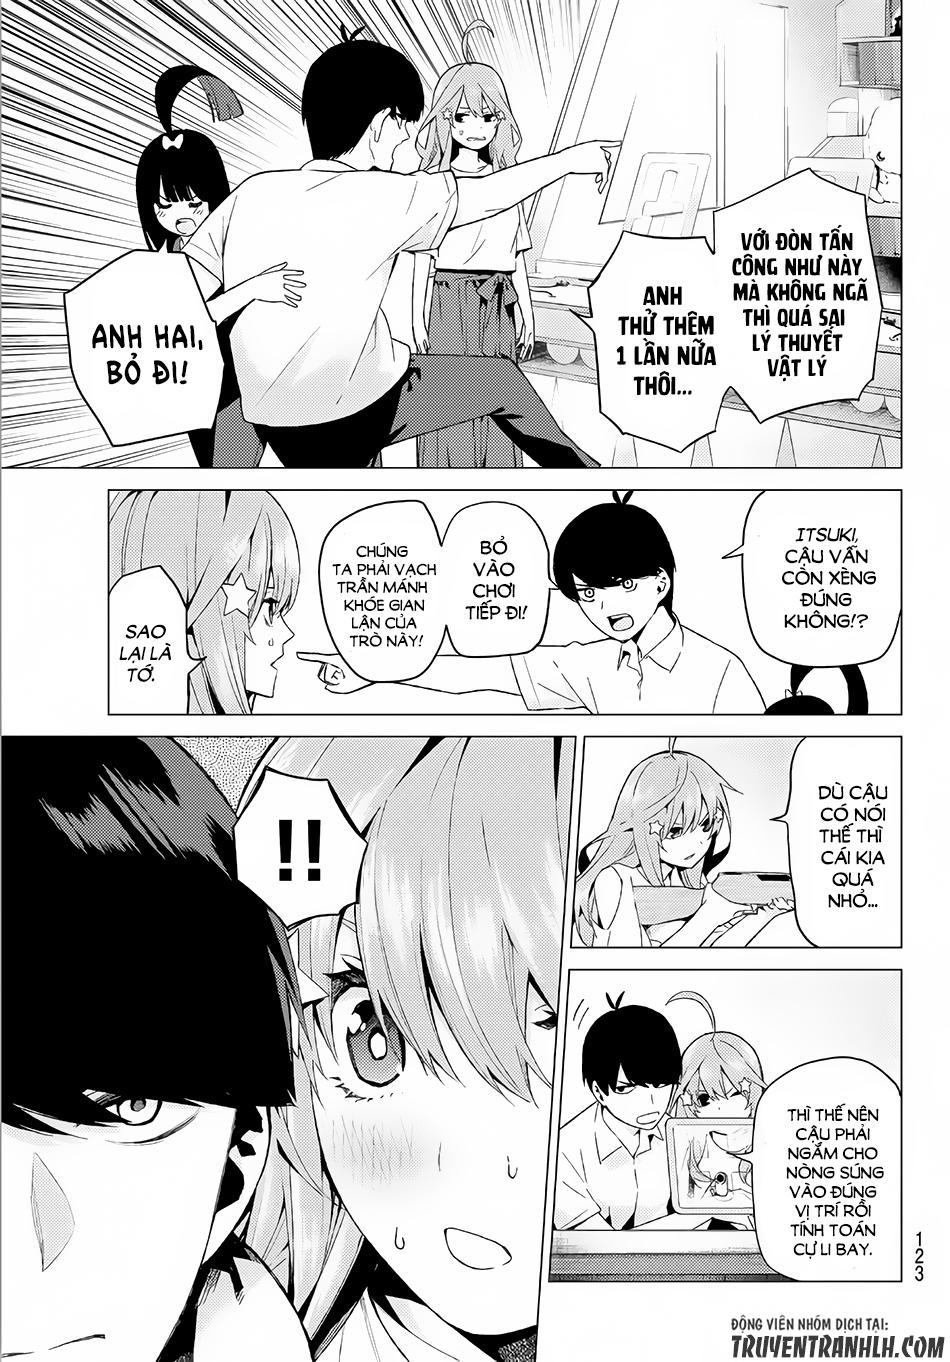 VỚI ĐÒN TẤN
CÔNG NHƯ NÀY
MÀ KHÔNG NGÃ
THÌ QUÁ SAI
LÝ THUYẾT
VẬT LÝ
ANH
THỬ THÊM
1 LẦN NỮA
THÔI...
ANH HAI,
BỎ ĐI!
ITSUKI,
CẬU VẪN
CÒN XÈNG
ĐÚNG
KHÔNG!?
BỎ
VÀO
CHƠI
TIẾP ĐI!
CHÚNG
TA PHẢI VẠCH
TRẦN MÁNH
KHÓE GIAN
LẬN CỦA
TRÒ NÀY!
SAO
LẠI LÀ
TỚ.
DÙ CẬU
CÓ NÓI
THẾ THÌ
CÁI KIA
QUÁ
NHỎ...
THÌ THẾ NÊN
CẬU PHẢI
NGẮM CHO
NÒNG SÚNG
VÀO ĐÚNG
VỊ TRÍ RỒI
TÍNH TOÁN
CỰ LI BAY.
!!
123
ĐỘNG VIÊN NHÓM DỊCH TẠI:
TRUYENTRANHLH.COM